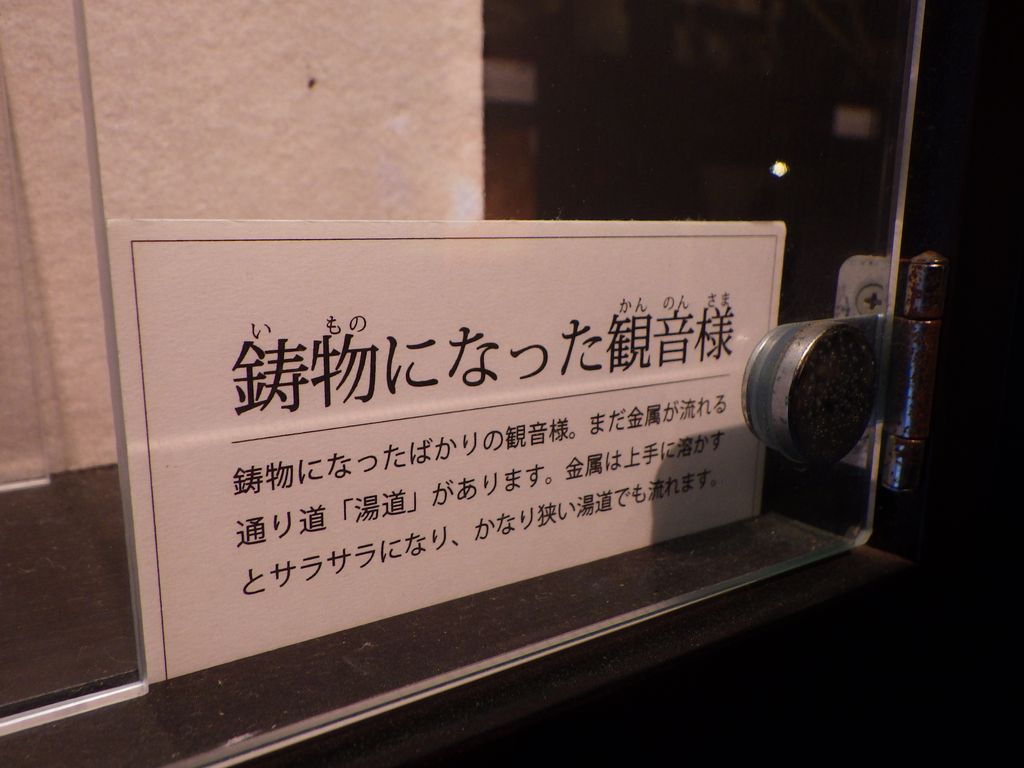 い もの かん のん さま
鋳物になった観音様
鋳物になったばかりの観音様。まだ金属が流れる
通り道「湯道」があります。金属は上手に溶かす
とサラサラになり、かなり狭い湯道でも流れます。